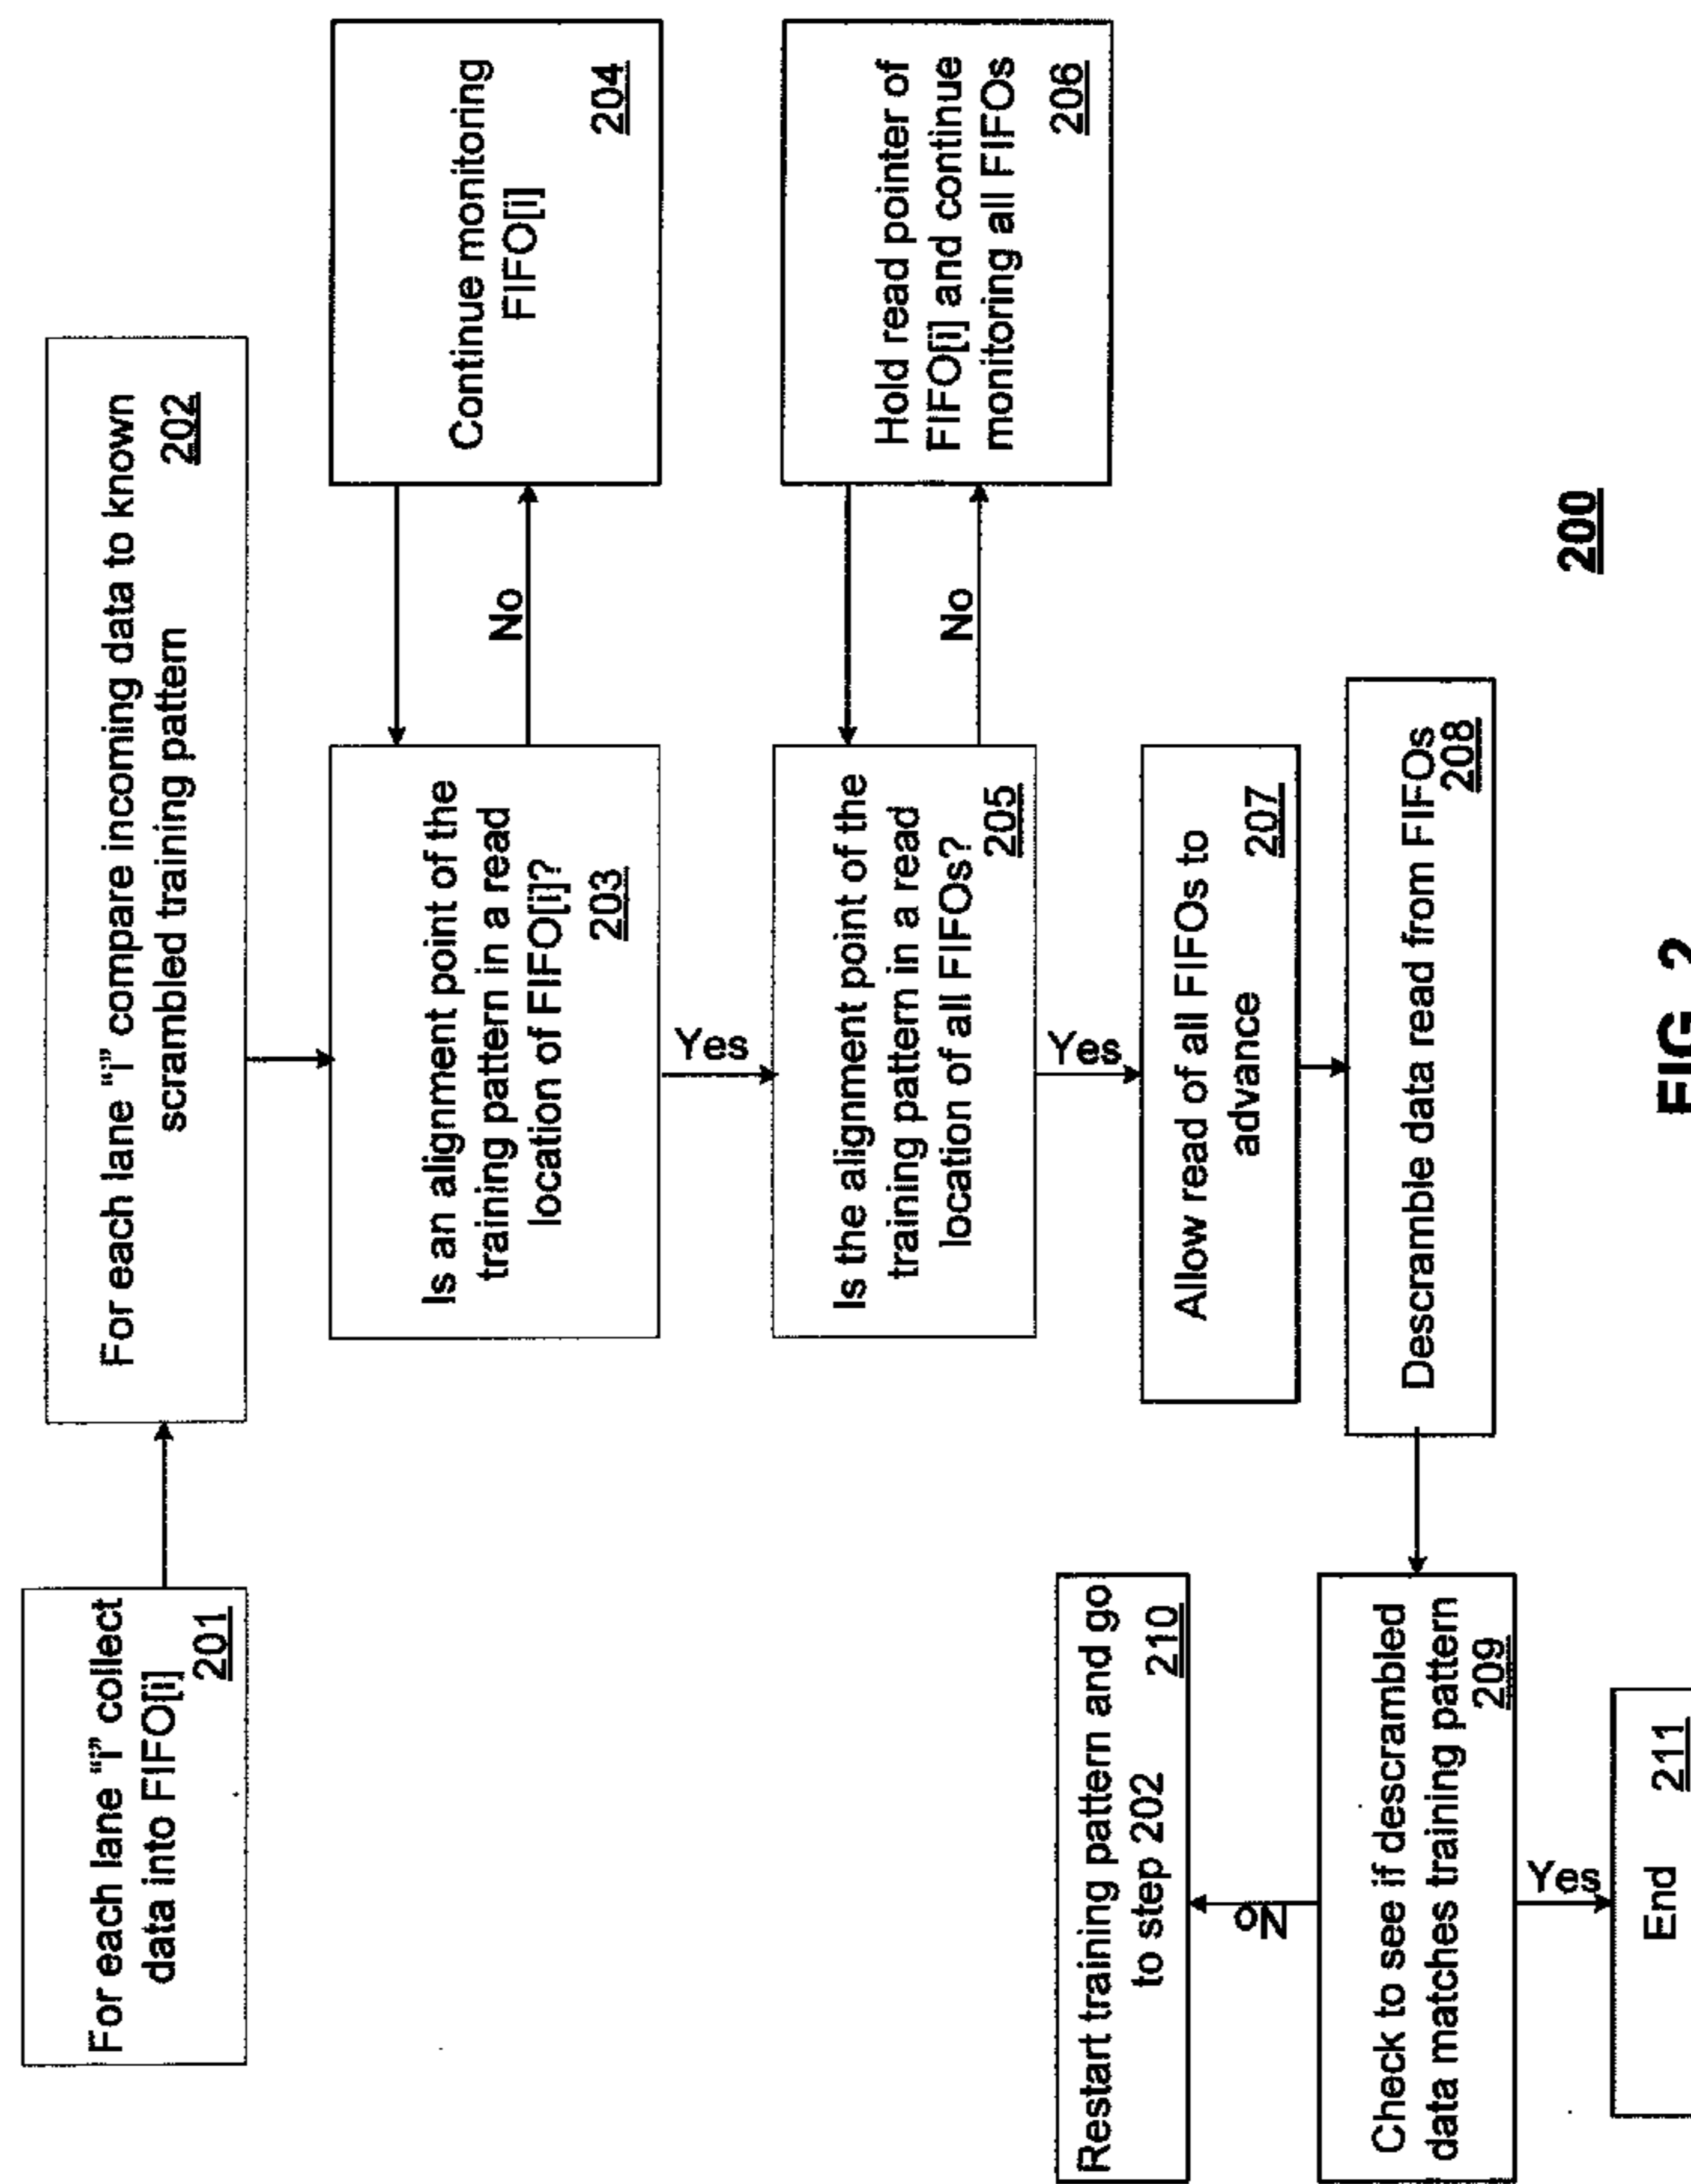 For each lane “i” collect
data into FIFO[i]
201
For each lane “i” compare incoming data to known
scrambled training pattern
202
Is an alignment point of the
training pattern in a read
location of FIFO[i]?
203
No
Continue monitoring
FIFO[i]
204
Yes
Is the alignment point of the
training pattern in a read
location of all FIFOs?
205
No
Hold read pointer of
FIFO[i] and continue
monitoring all FIFOs
206
Yes
Allow read of all FIFOs to
advance
207
Descramble data read from FIFOs
208
Check to see if descrambled
data matches training pattern
209
No
Restart training pattern and go
to step 202
210
Yes
End
211
200
FIG. 2